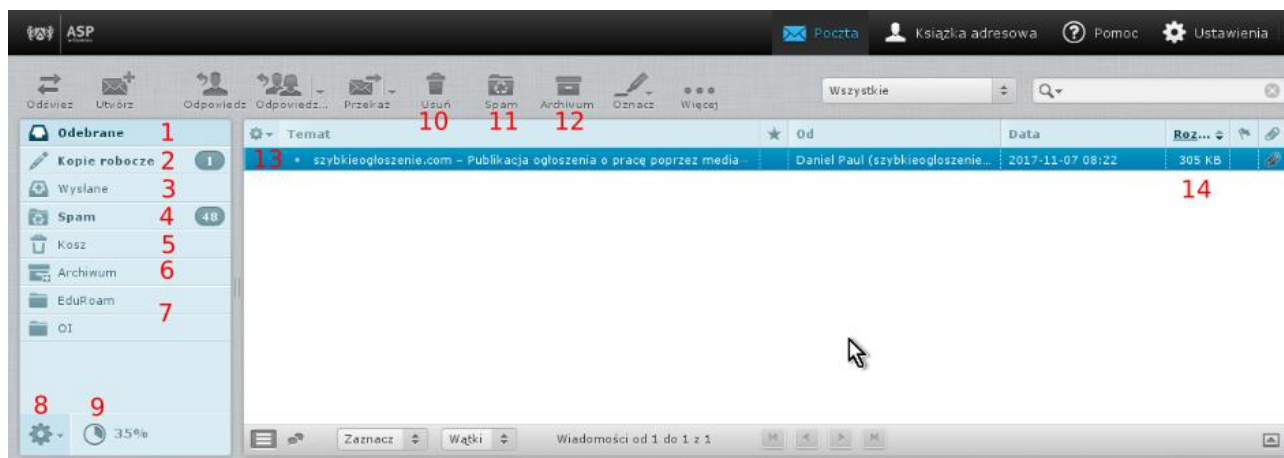 ASP
Poczta Książka adresowa Pomoc Ustawienia
Odśwież Utwórz Odpowiedz Odpowiedz... Przekaż Usuń Spam Archiwum Oznacz Więcej
Wszystkie
10 11 12
Odebrane 1
Kopie robocze 2 1
Wysłane 3
Spam 4 48
Kosz 5
Archiwum 6
EduRoam
7
OI
8 9
35%
Temat Od Data Roz...
13 • szybkieogloszenie.com – Publikacja ogłoszenia o pracę poprzez media Daniel Paul (szybkieogloszenie... 2017-11-07 08:22 305 KB
14
Zaznacz Wątki Wiadomości od 1 do 1 z 1